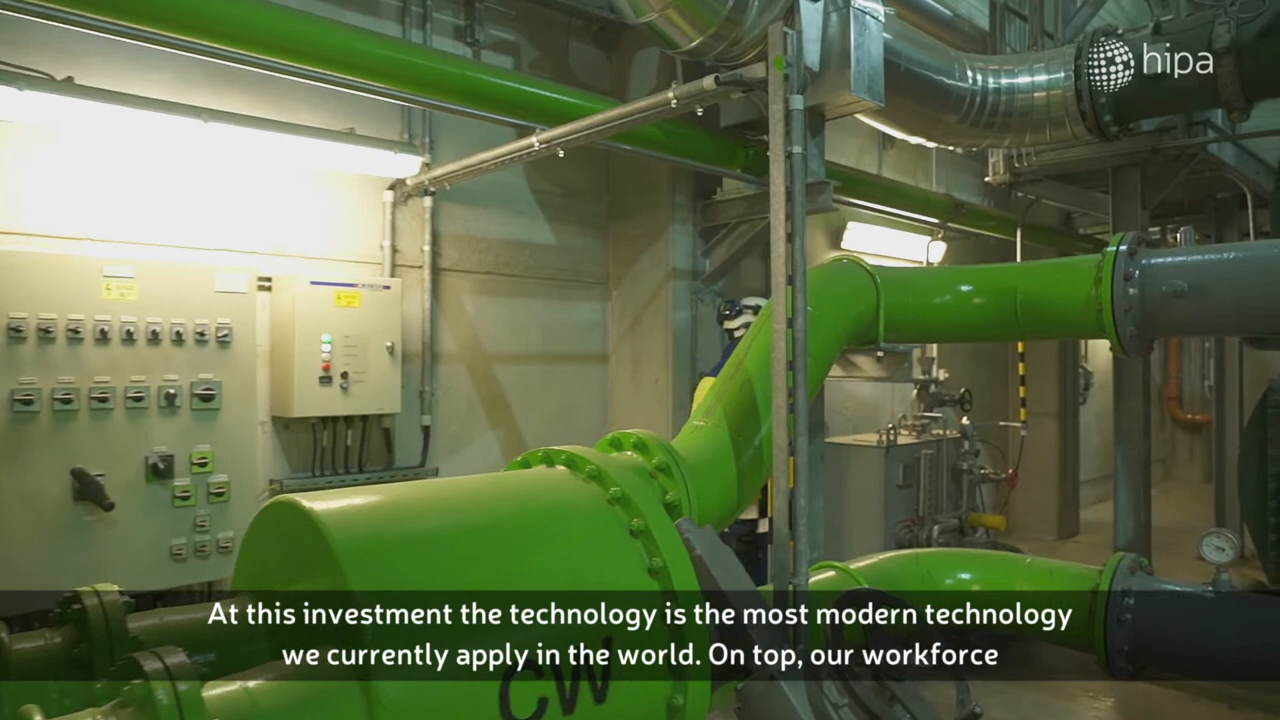 hipa
At this investment the technology is the most modern technology
we currently apply in the world. On top, our workforce
CW